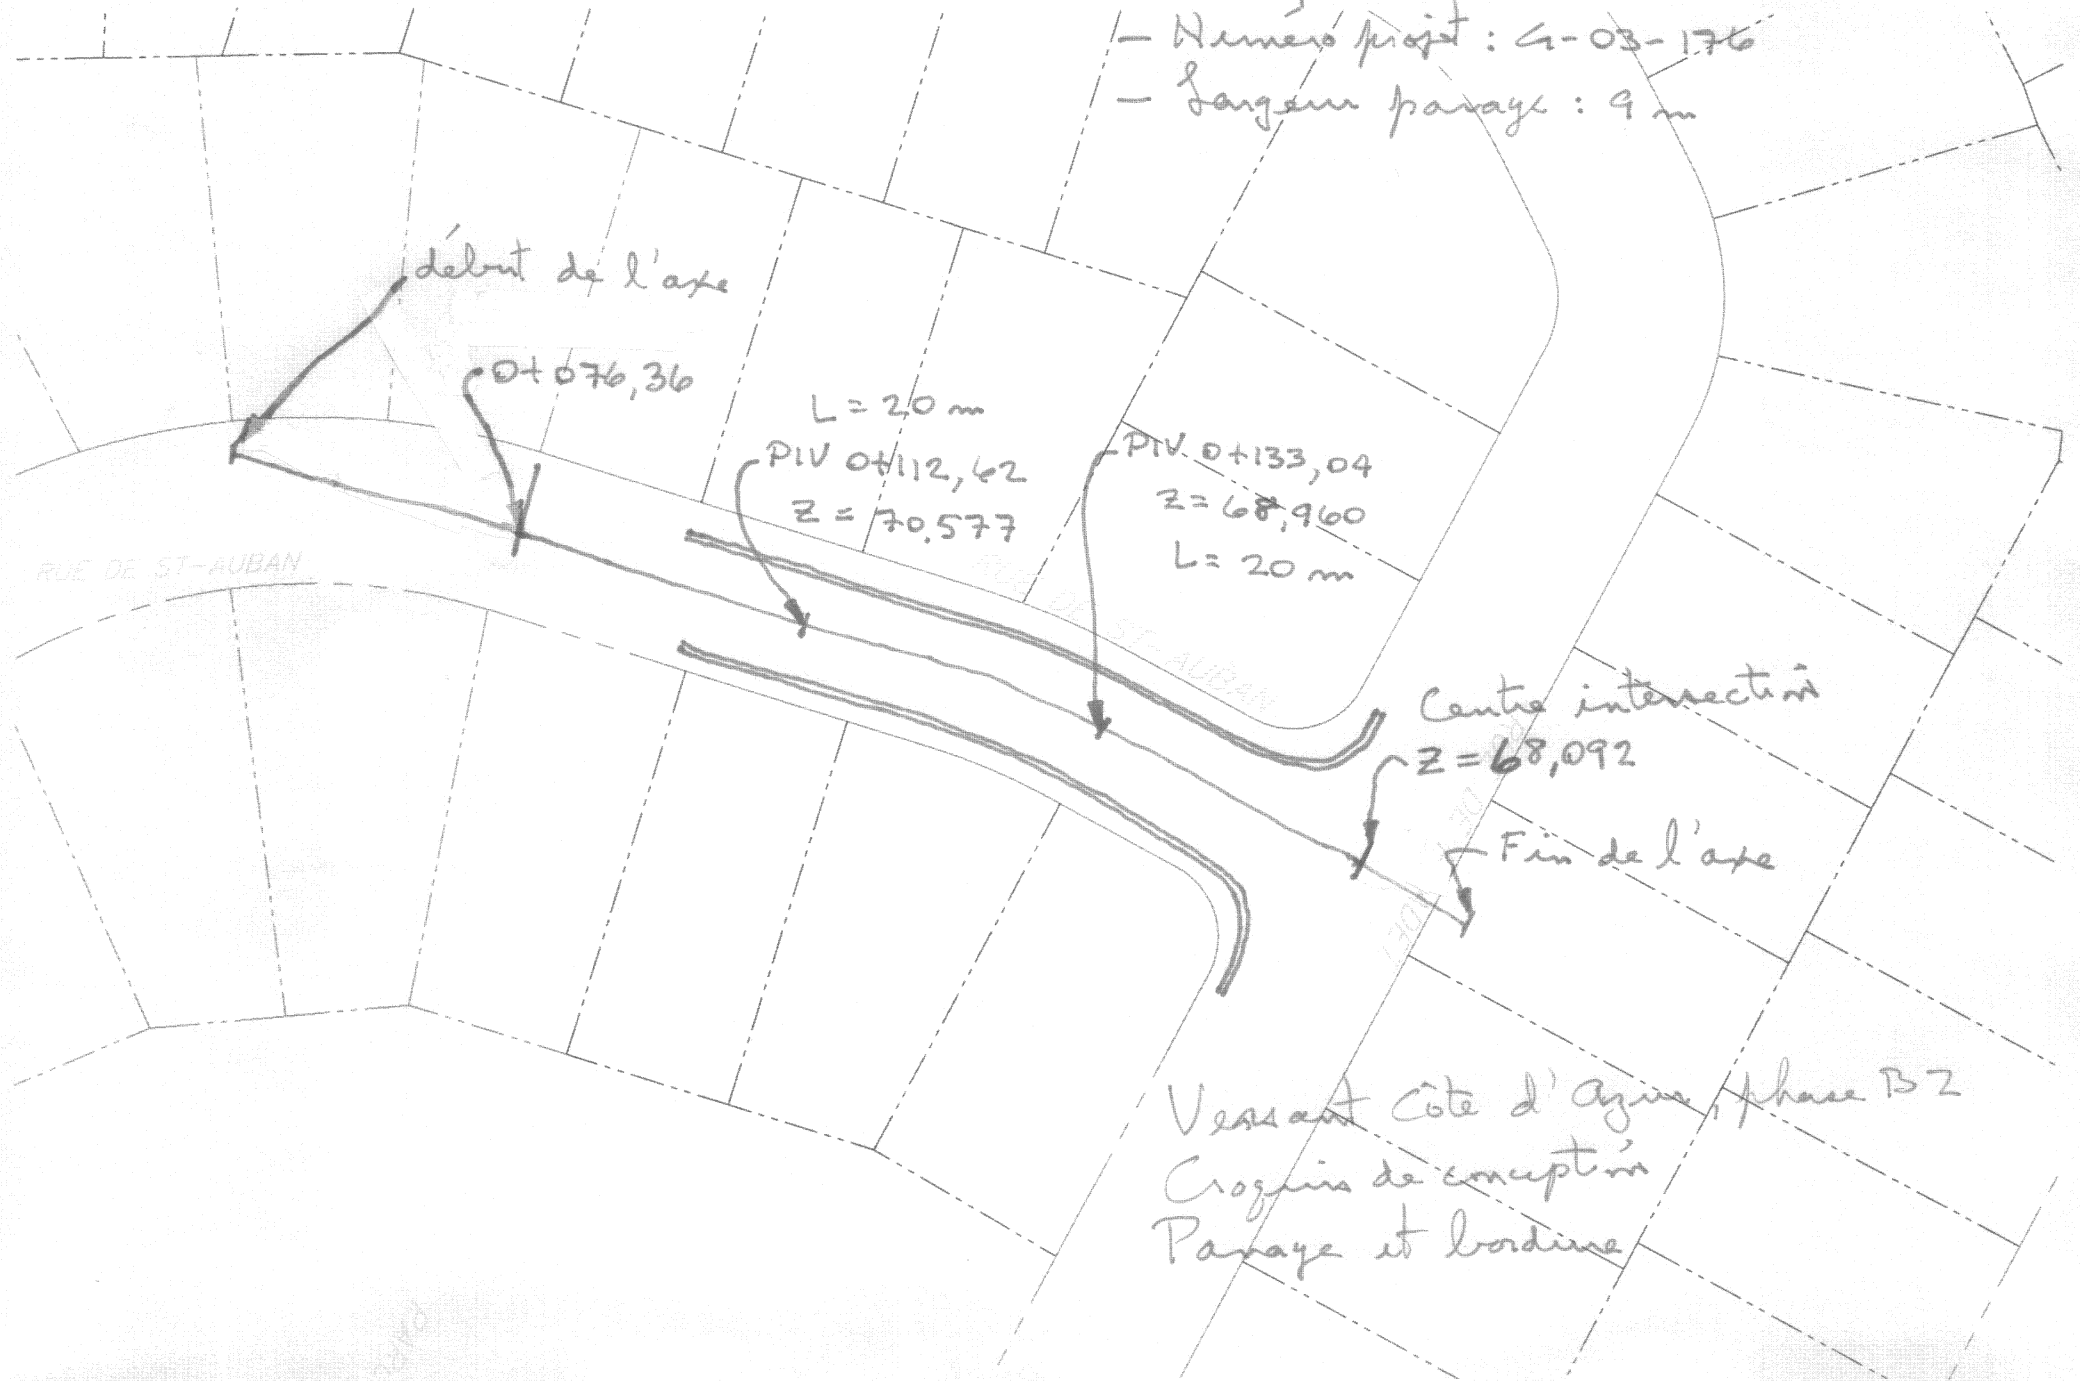 - Numéro projet : G-03-176
- Largeur pavage : 9 m
début de l'axe
0+076,36
L = 20 m
PIV 0+112,62
Z = 70,577
PIV 0+133,04
Z = 68,960
L = 20 m
RUE DE ST-AUBAN
RUE DE ST-AUBAN
Centre intersection
Z = 68,092
Fin de l'axe
Versant Côte d'Azur, phase B2
Croquis de conception
Pavage et bordure